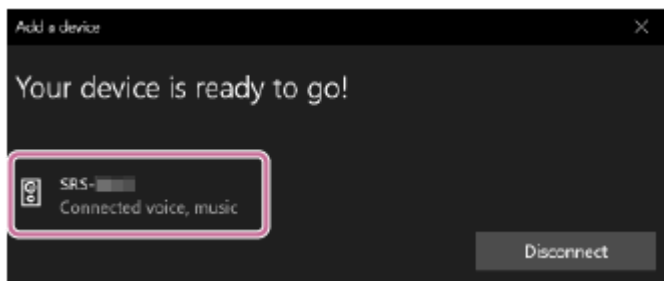 Add a device
Your device is ready to go!
SRS-
Connected voice, music
Disconnect